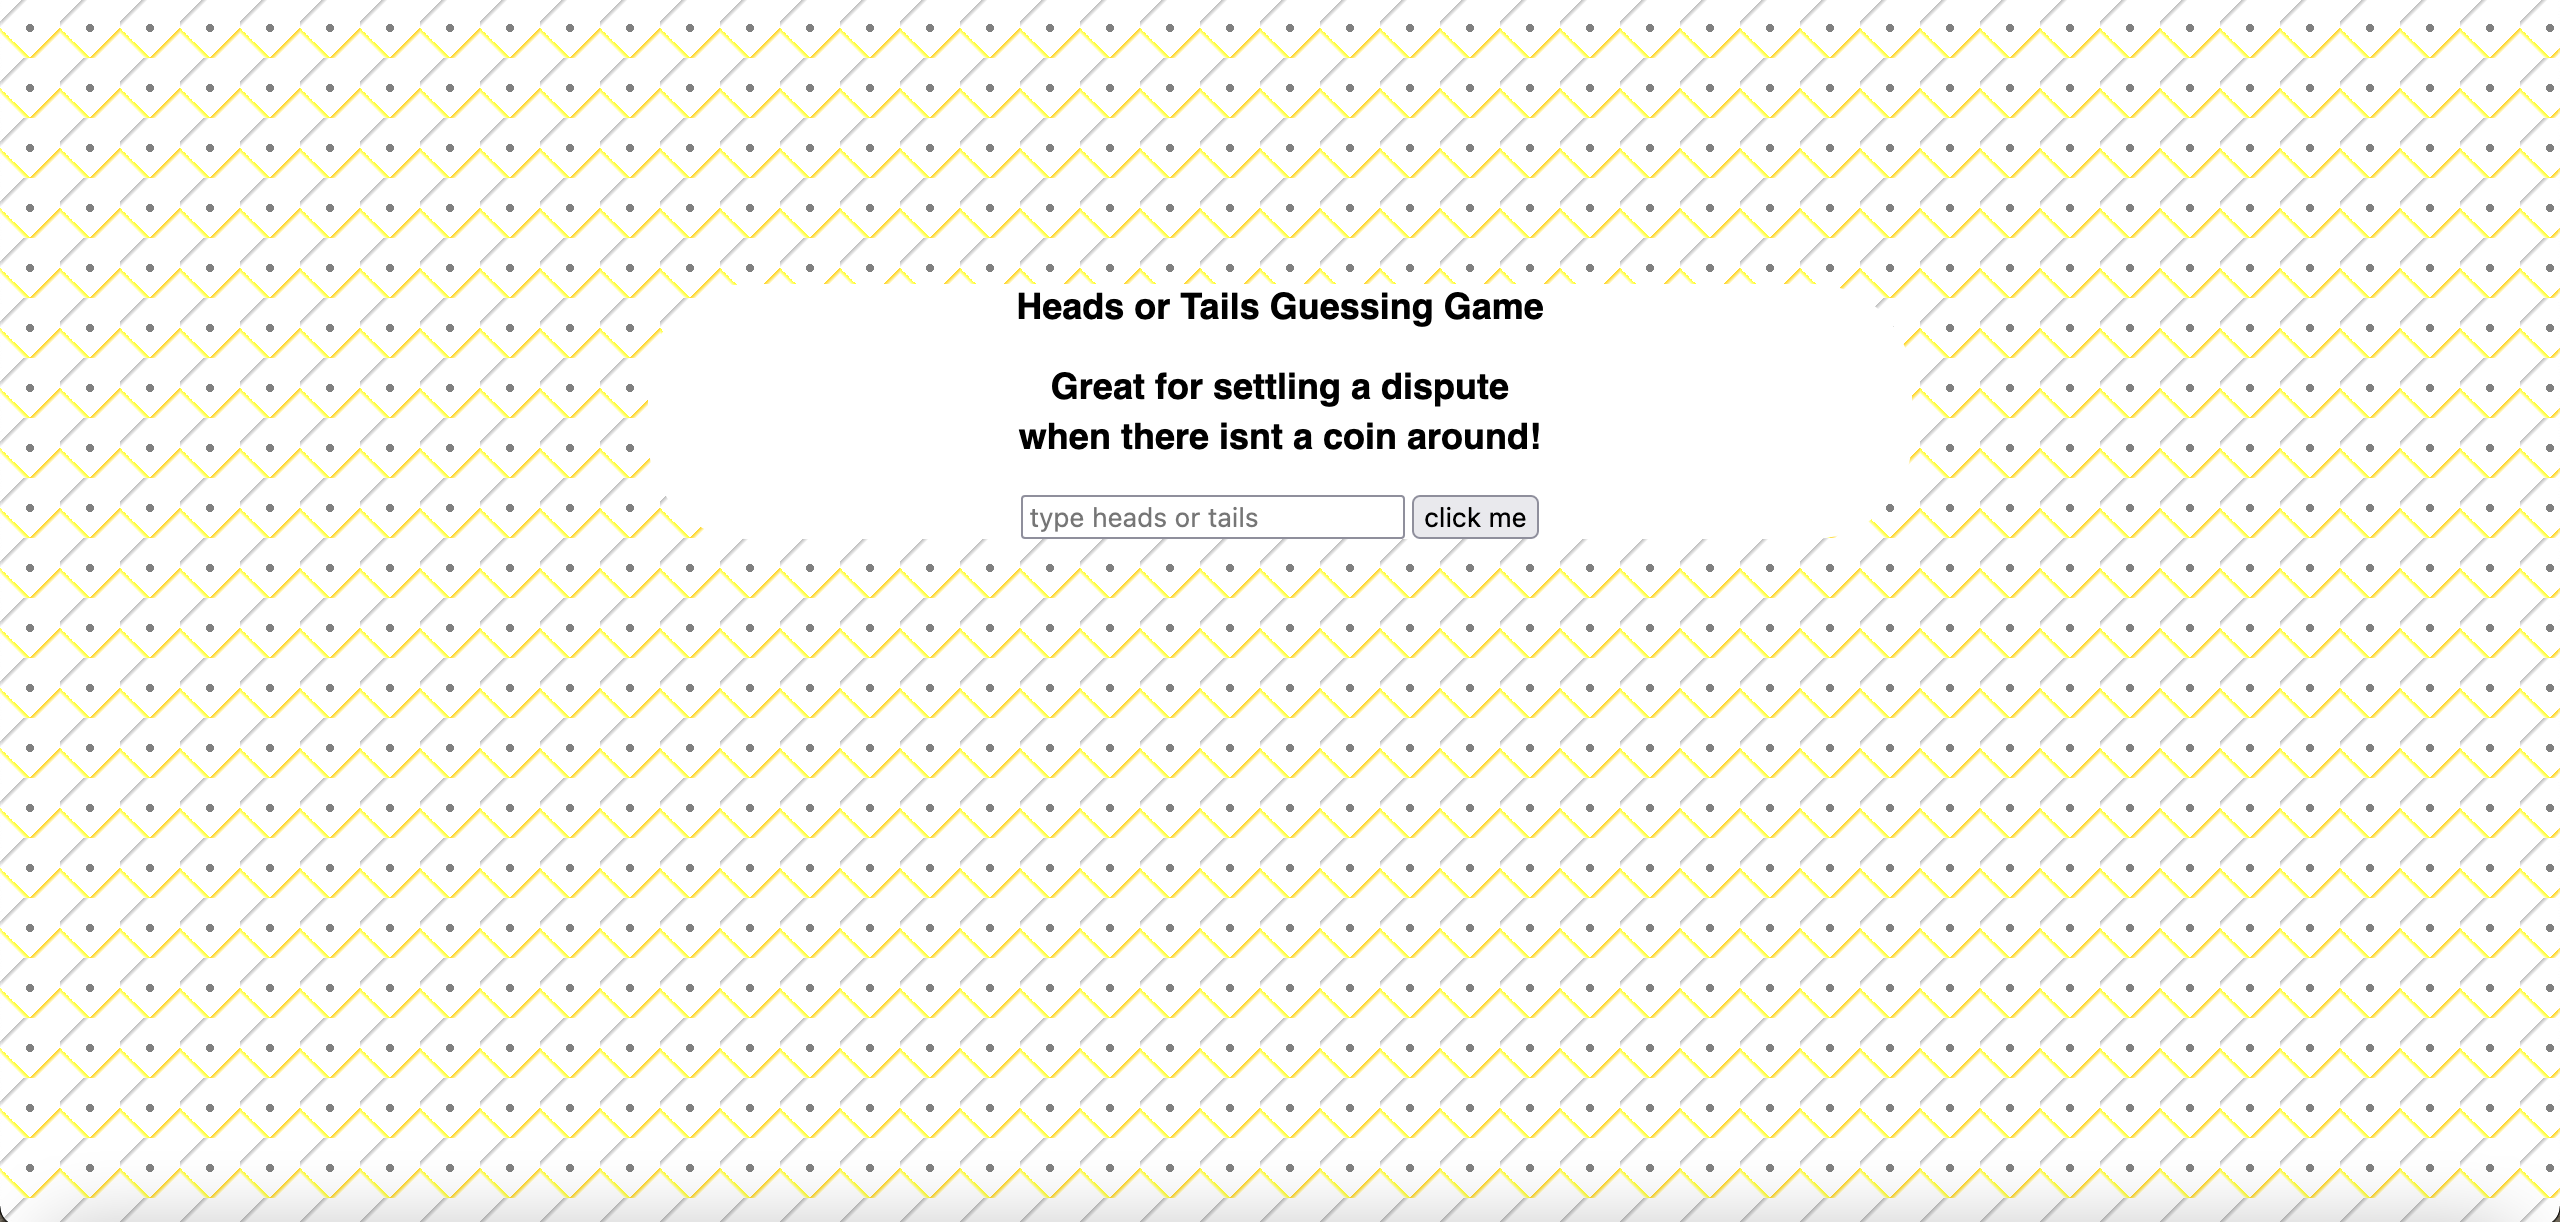 Heads or Tails Guessing Game
Great for settling a dispute
when there isnt a coin around!
type heads or tails click me